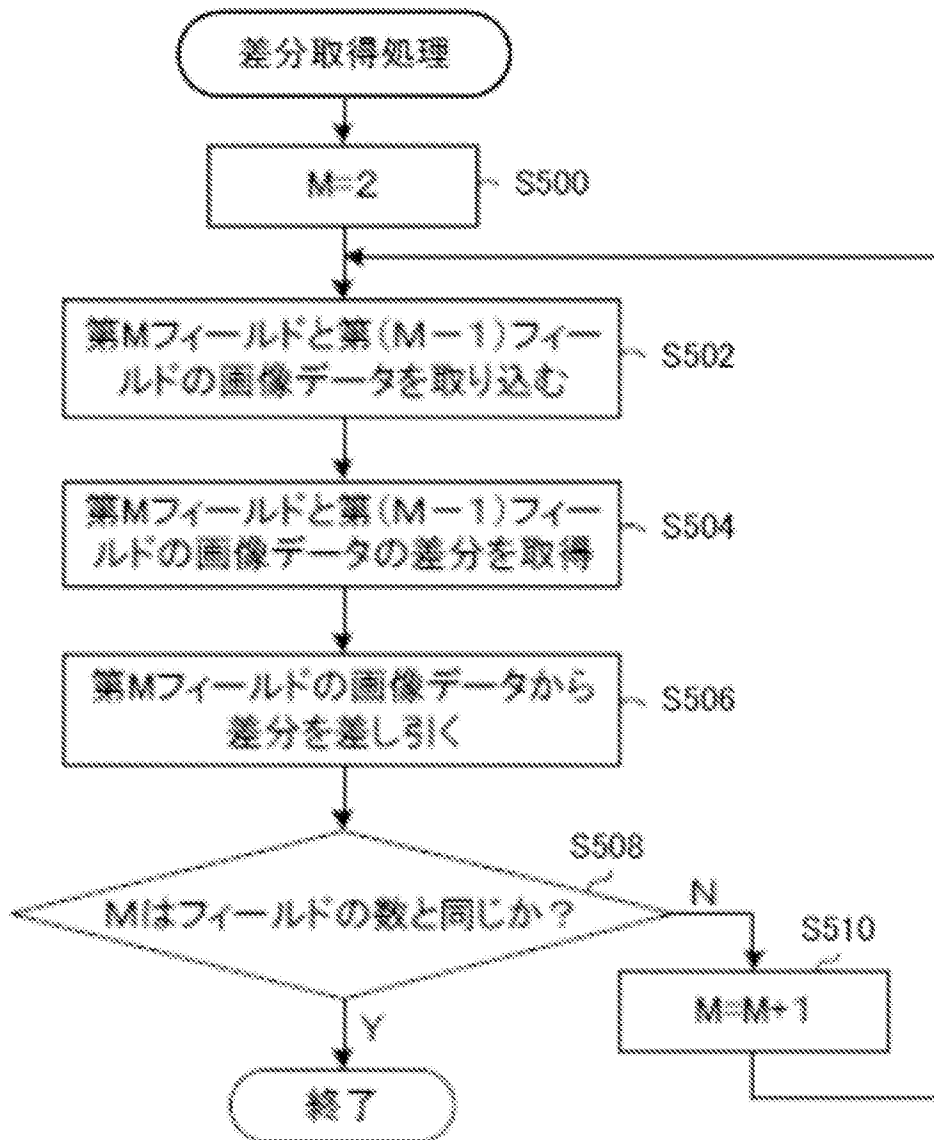 差分取得処理
M=2
S500
第Mフィールドと第(M－1)フィー
ルドの画像データを取り込む
S502
第Mフィールドと第(M－1)フィー
ルドの画像データの差分を取得
S504
第Mフィールドの画像データから
差分を差し引く
S506
S508
Mはフィールドの数と同じか？
N
S510
M=M+1
Y
終了